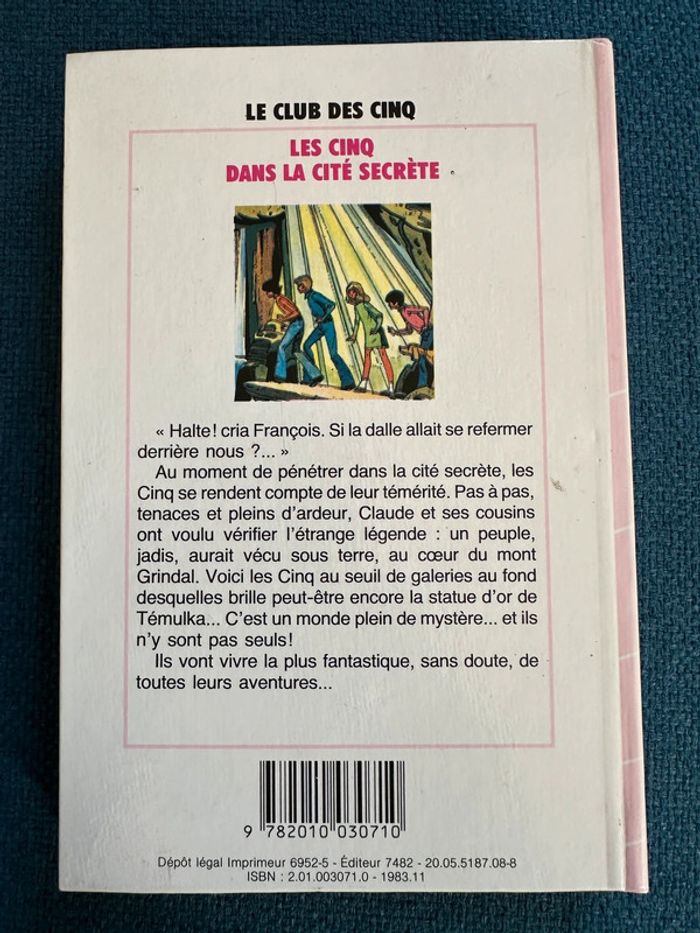 LE CLUB DES CINQ
LES CINQ
DANS LA CITÉ SECRÈTE
« Halte! cria François. Si la dalle allait se refermer
derrière nous ?... »
Au moment de pénétrer dans la cité secrète, les
Cinq se rendent compte de leur témérité. Pas à pas,
tenaces et pleins d'ardeur, Claude et ses cousins
ont voulu vérifier l'étrange légende : un peuple,
jadis, aurait vécu sous terre, au cœur du mont
Grindal. Voici les Cinq au seuil de galeries au fond
desquelles brille peut-être encore la statue d'or de
Témulka... C'est un monde plein de mystère... et ils
n'y sont pas seuls!
Ils vont vivre la plus fantastique, sans doute, de
toutes leurs aventures...
9 782010 030710
Dépôt légal Imprimeur 6952-5 - Éditeur 7482 - 20.05.5187.08-8
ISBN : 2.01.003071.0 - 1983.11